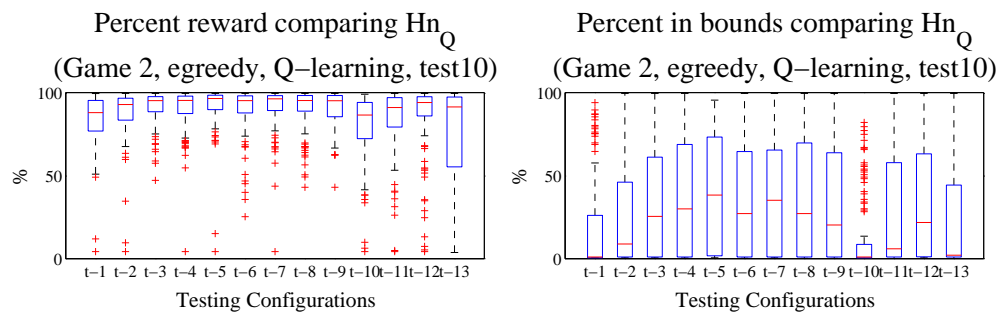 Percent reward comparing Hn_Q
(Game 2, egreedy, Q−learning, test10)
100
50
0
%
t−1 t−2 t−3 t−4 t−5 t−6 t−7 t−8 t−9 t−10 t−11 t−12 t−13
Testing Configurations
Percent in bounds comparing Hn_Q
(Game 2, egreedy, Q−learning, test10)
100
50
0
%
t−1 t−2 t−3 t−4 t−5 t−6 t−7 t−8 t−9 t−10 t−11 t−12 t−13
Testing Configurations